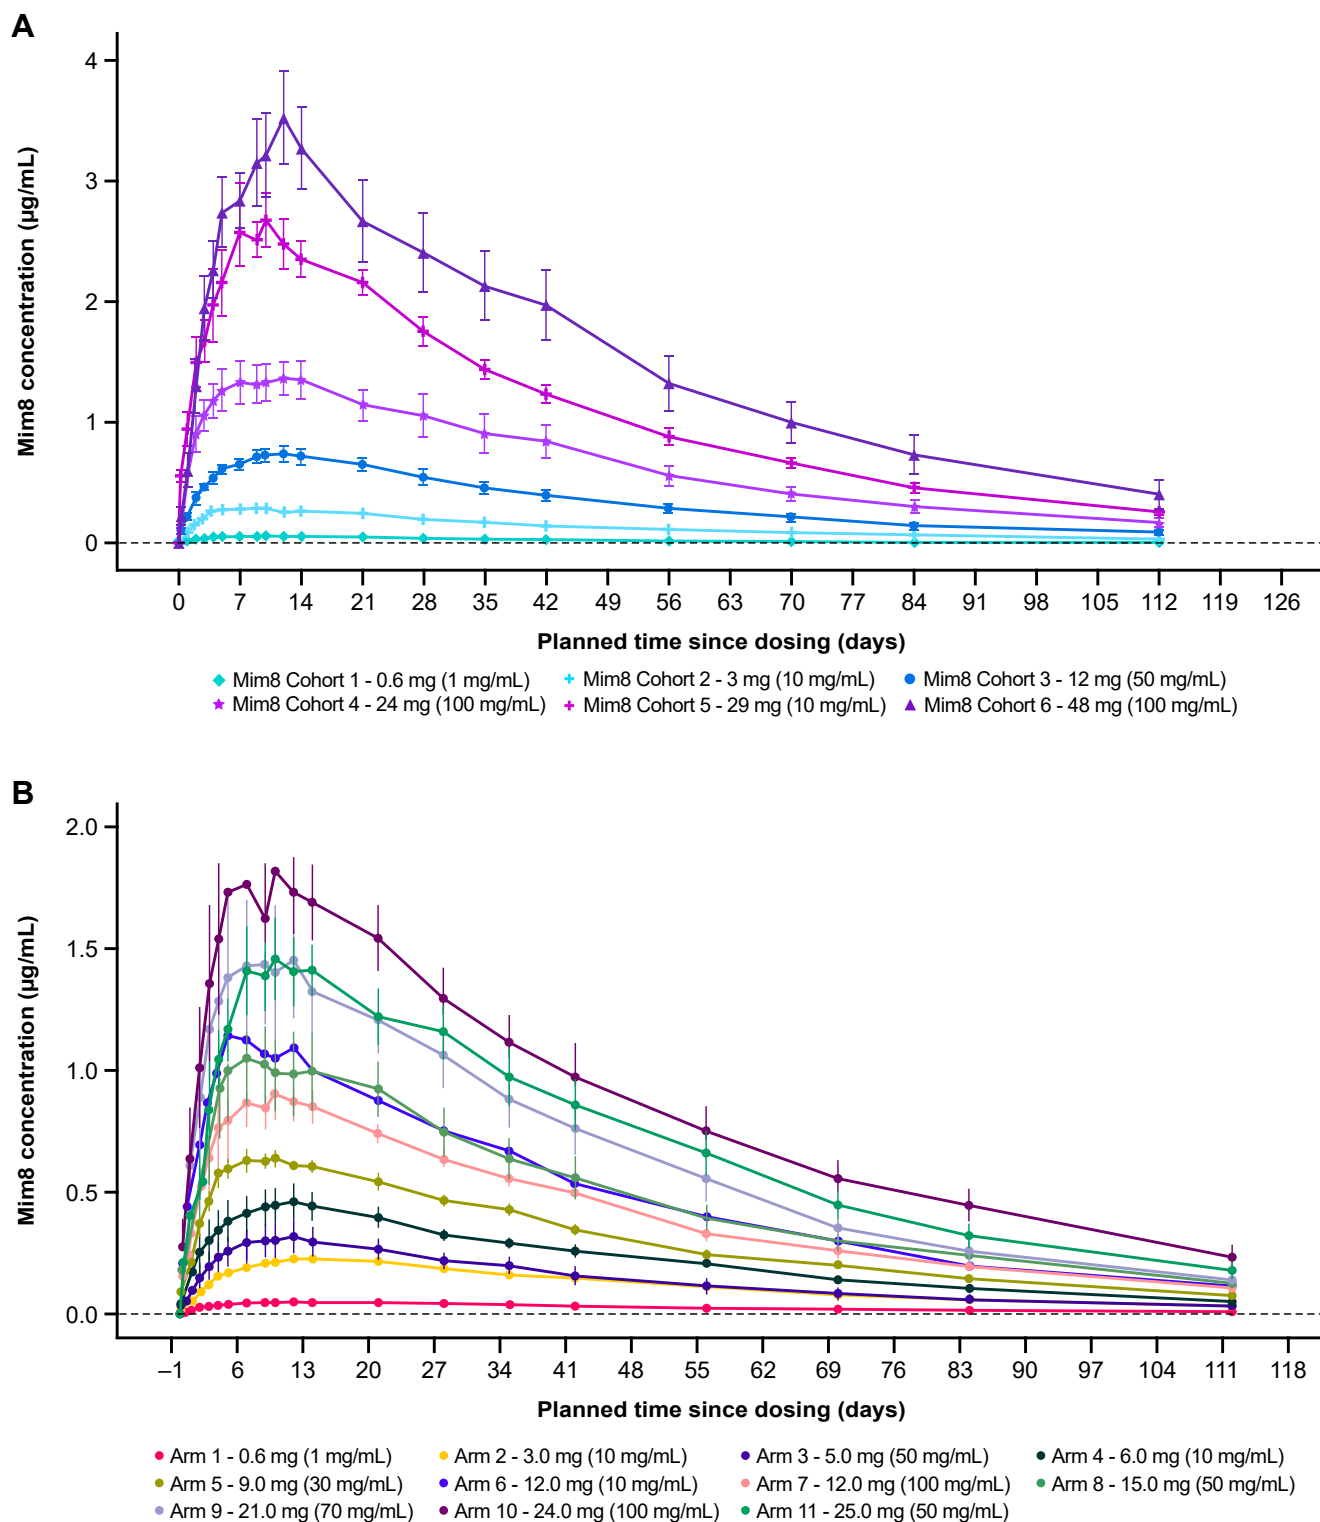 A
Mim8 concentration (µg/mL)
4
3
2
1
0
0 7 14 21 28 35 42 49 56 63 70 77 84 91 98 105 112 119 126
Planned time since dosing (days)
Mim8 Cohort 1 - 0.6 mg (1 mg/mL) Mim8 Cohort 2 - 3 mg (10 mg/mL) Mim8 Cohort 3 - 12 mg (50 mg/mL)
Mim8 Cohort 4 - 24 mg (100 mg/mL) Mim8 Cohort 5 - 29 mg (10 mg/mL) Mim8 Cohort 6 - 48 mg (100 mg/mL)
B
Mim8 concentration (µg/mL)
2.0
1.5
1.0
0.5
0.0
–1 6 13 20 27 34 41 48 55 62 69 76 83 90 97 104 111 118
Planned time since dosing (days)
Arm 1 - 0.6 mg (1 mg/mL) Arm 2 - 3.0 mg (10 mg/mL) Arm 3 - 5.0 mg (50 mg/mL) Arm 4 - 6.0 mg (10 mg/mL)
Arm 5 - 9.0 mg (30 mg/mL) Arm 6 - 12.0 mg (10 mg/mL) Arm 7 - 12.0 mg (100 mg/mL) Arm 8 - 15.0 mg (50 mg/mL)
Arm 9 - 21.0 mg (70 mg/mL) Arm 10 - 24.0 mg (100 mg/mL) Arm 11 - 25.0 mg (50 mg/mL)